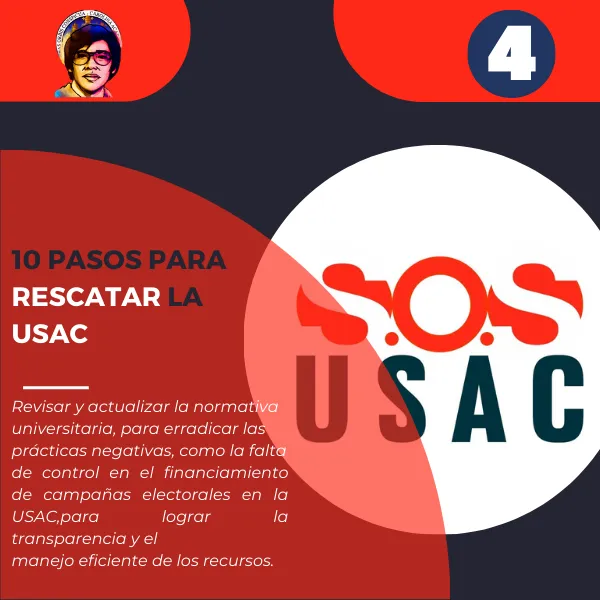 4
10 PASOS PARA
RESCATAR LA
USAC
S.O.S
USAC
Revisar y actualizar la normativa
universitaria, para erradicar las
prácticas negativas, como la falta
de control en el financiamiento
de campañas electorales en la
USAC,para lograr la
transparencia y el
manejo eficiente de los recursos.